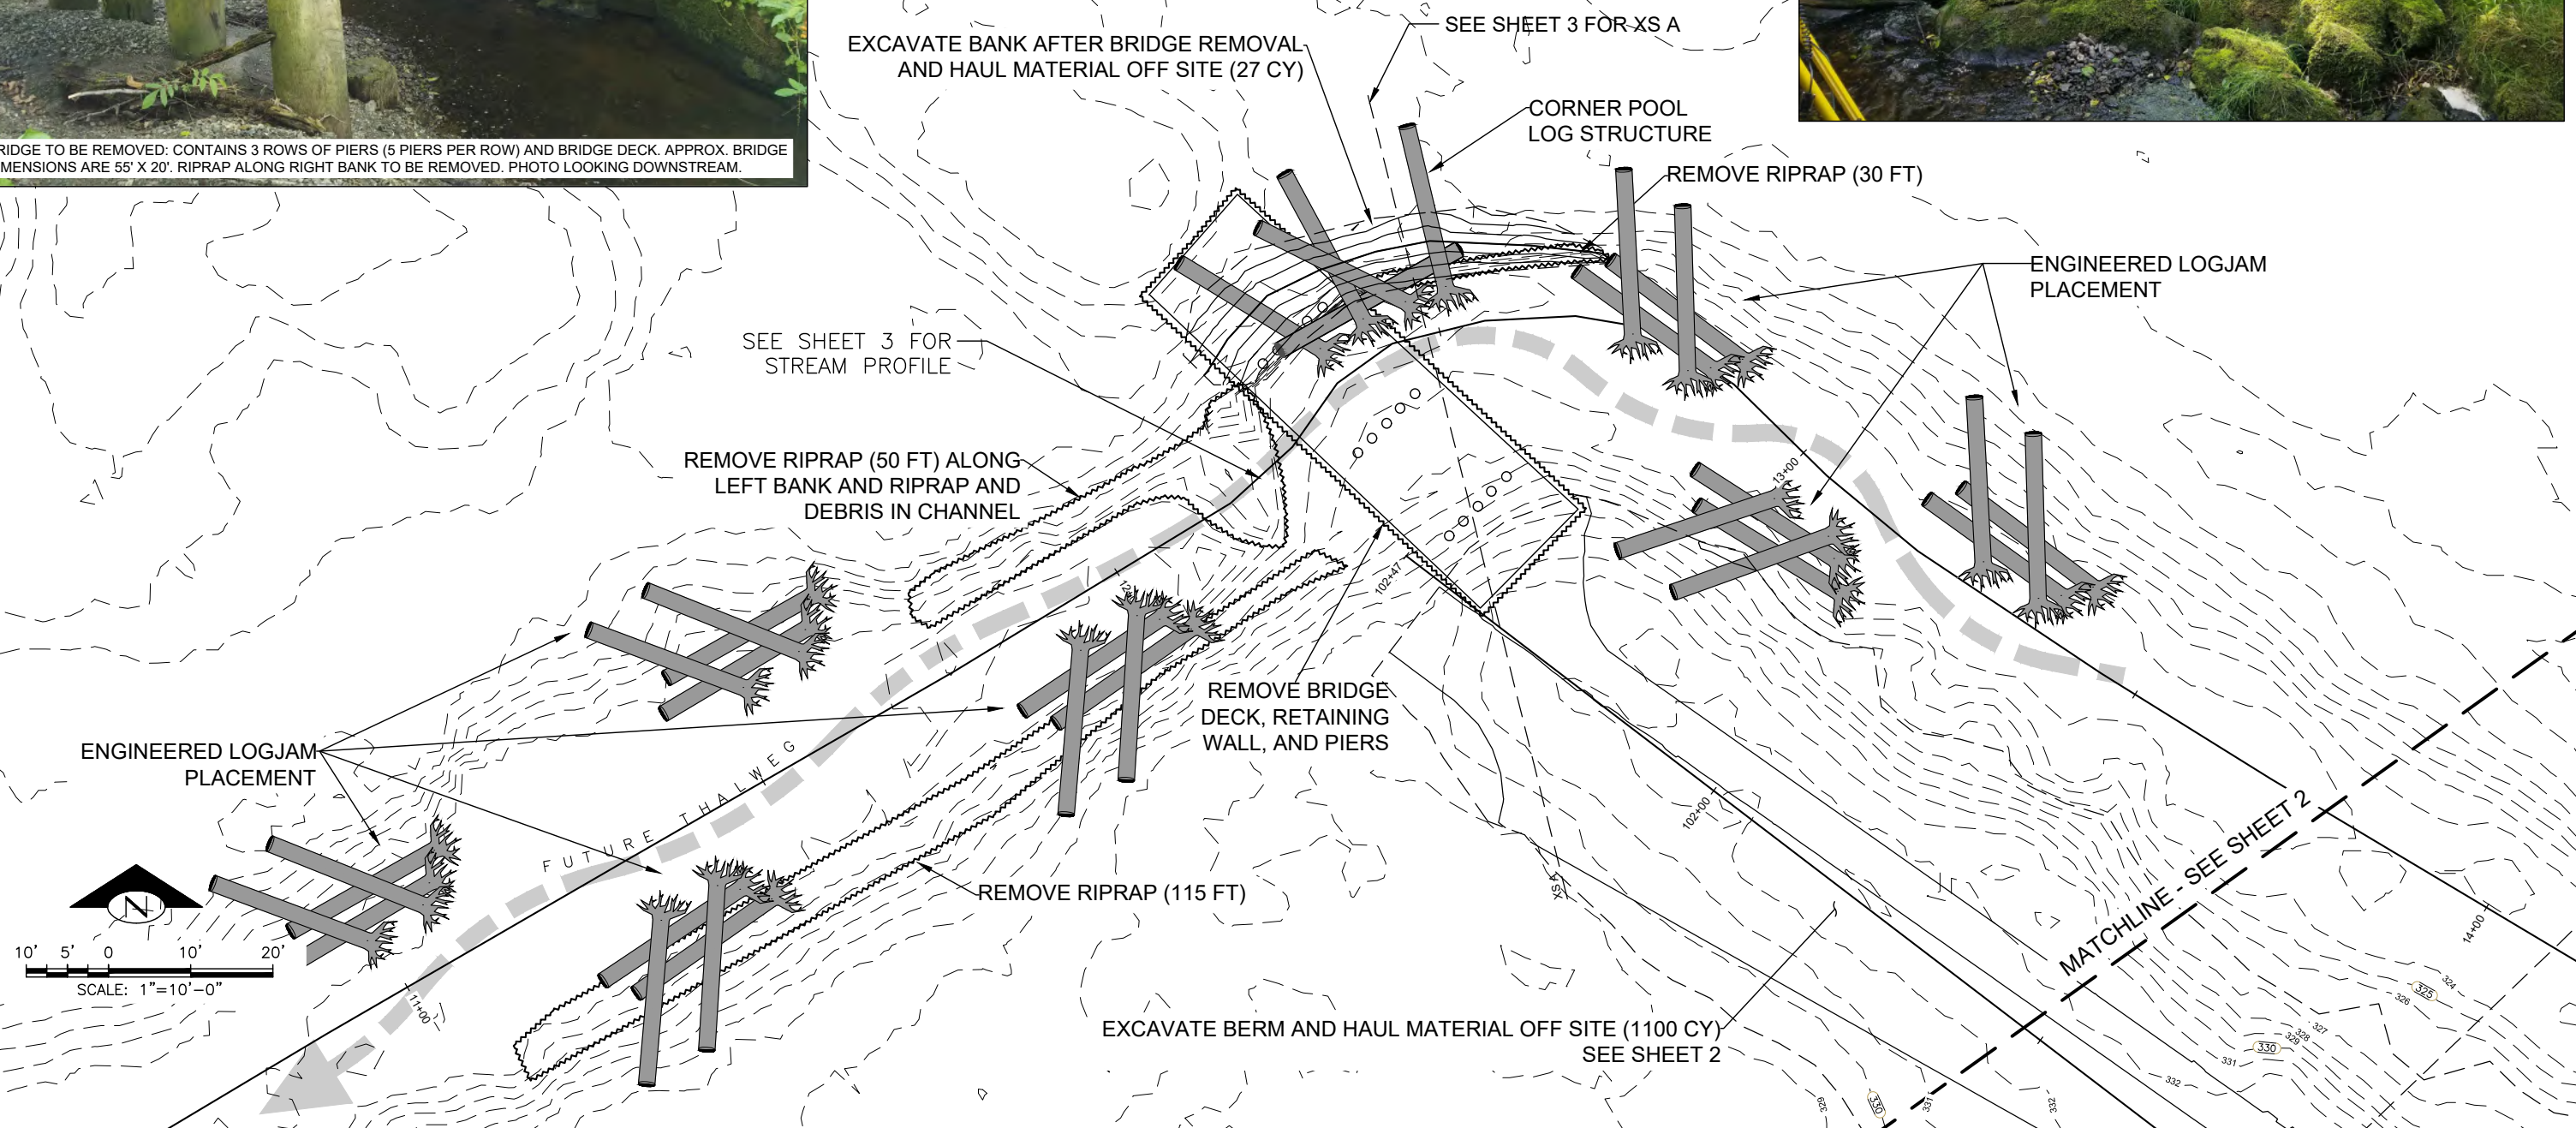 RIDGE TO BE REMOVED: CONTAINS 3 ROWS OF PIERS (5 PIERS PER ROW) AND BRIDGE DECK. APPROX. BRIDGE
MENSIONS ARE 55' X 20'. RIPRAP ALONG RIGHT BANK TO BE REMOVED. PHOTO LOOKING DOWNSTREAM.
EXCAVATE BANK AFTER BRIDGE REMOVAL
AND HAUL MATERIAL OFF SITE (27 CY)
SEE SHEET 3 FOR XS A
CORNER POOL
LOG STRUCTURE
REMOVE RIPRAP (30 FT)
ENGINEERED LOGJAM
PLACEMENT
SEE SHEET 3 FOR
STREAM PROFILE
REMOVE RIPRAP (50 FT) ALONG
LEFT BANK AND RIPRAP AND
DEBRIS IN CHANNEL
13+00
102+47
REMOVE BRIDGE
DECK, RETAINING
WALL, AND PIERS
ENGINEERED LOGJAM
PLACEMENT
FUTURE THALWEG
102+00
MATCHLINE - SEE SHEET 2
XS A
REMOVE RIPRAP (115 FT)
14+00
N
10' 5' 0 10' 20'
SCALE: 1"=10'-0"
11+00
EXCAVATE BERM AND HAUL MATERIAL OFF SITE (1100 CY)
SEE SHEET 2
324
325
326
327
328
329
330
331
332
329
330
331
332